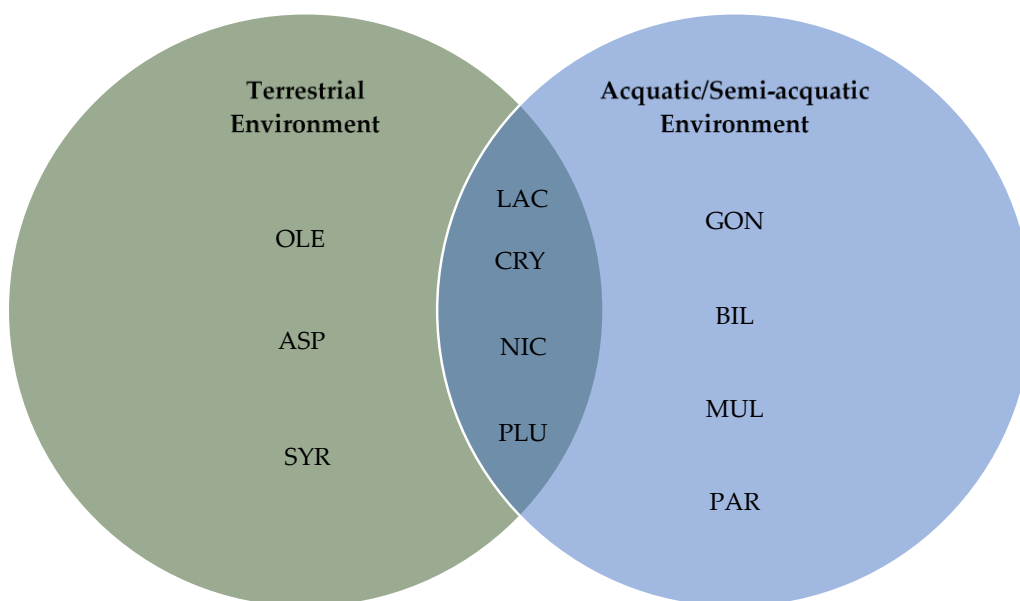 Terrestrial
Environment
OLE
ASP
SYR
LAC
CRY
NIC
PLU
Acquatic/Semi-acquatic
Environment
GON
BIL
MUL
PAR